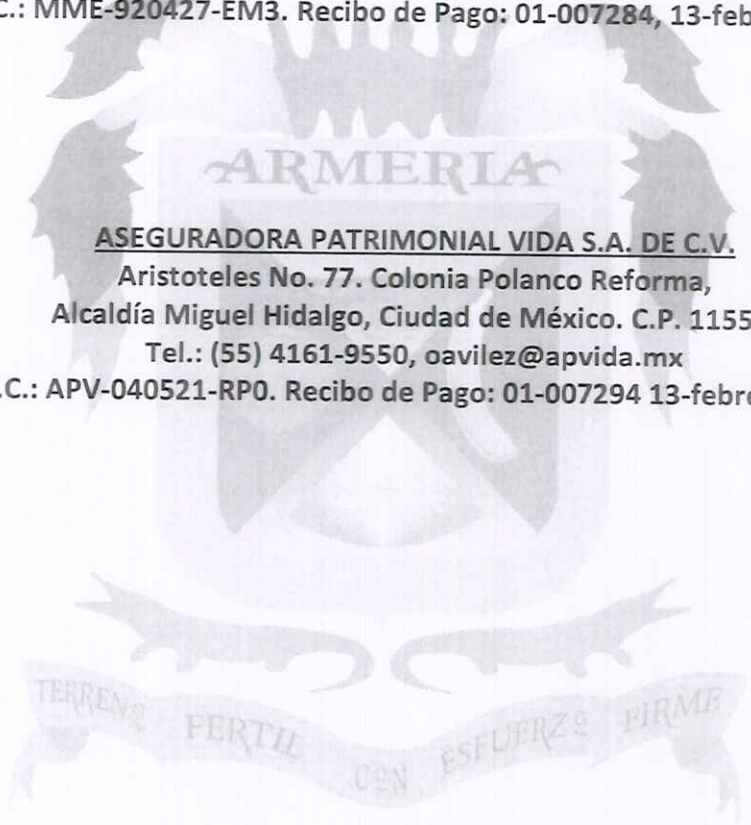 C.: MME-920427-EM3. Recibo de Pago: 01-007284, 13-feb
ARMERIA
ASEGURADORA PATRIMONIAL VIDA S.A. DE C.V.
Aristoteles No. 77. Colonia Polanco Reforma,
Alcaldía Miguel Hidalgo, Ciudad de México. C.P. 1155
Tel.: (55) 4161-9550, oavilez@apvida.mx
.C.: APV-040521-RP0. Recibo de Pago: 01-007294 13-febre
TERRENO FERTIL CON ESFUERZO FIRME